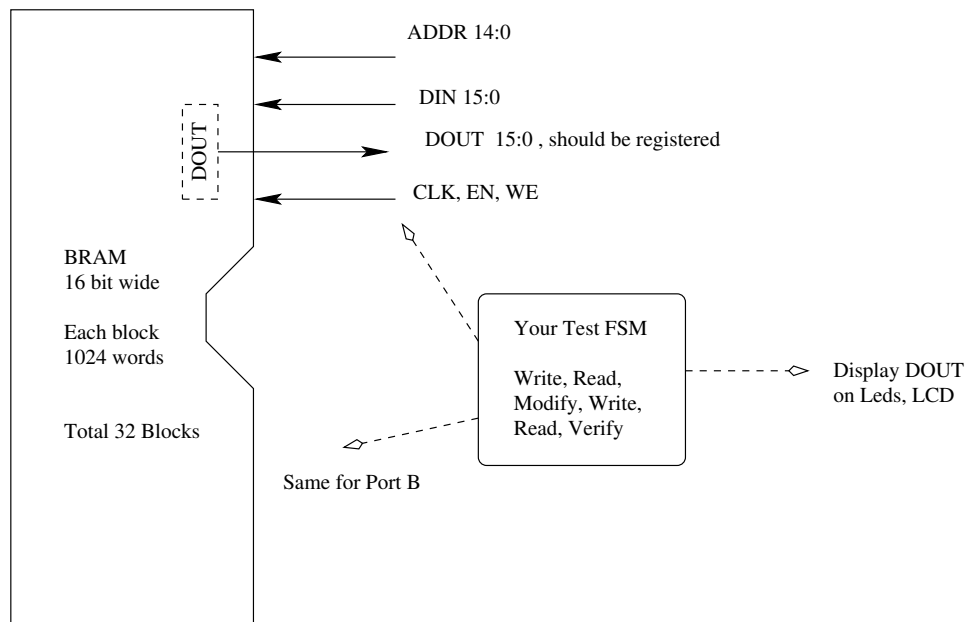 ADDR 14:0
DIN 15:0
DOUT 15:0 , should be registered
DOUT
CLK, EN, WE
BRAM
16 bit wide
Each block
1024 words
Total 32 Blocks
Your Test FSM
Write, Read,
Modify, Write,
Read, Verify
Display DOUT
on Leds, LCD
Same for Port B